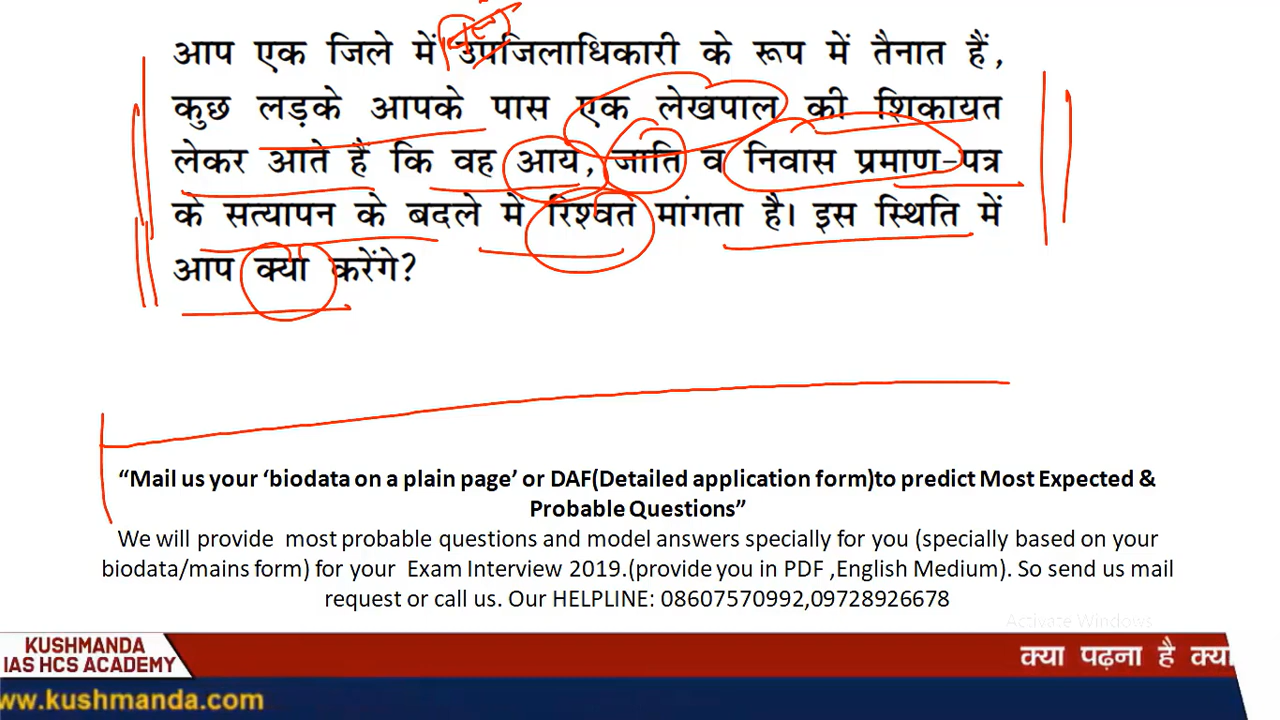 आप एक जिले में उपजिलाधिकारी के रूप में तैनात हैं,
कुछ लड़के आपके पास एक लेखपाल की शिकायत
लेकर आते हैं कि वह आय, जाति व निवास प्रमाण-पत्र
के सत्यापन के बदले में रिश्वत मांगता है। इस स्थिति में
आप क्या करेंगे?
“Mail us your ‘biodata on a plain page’ or DAF(Detailed application form)to predict Most Expected &
Probable Questions”
We will provide most probable questions and model answers specially for you (specially based on your
biodata/mains form) for your Exam Interview 2019.(provide you in PDF ,English Medium). So send us mail
request or call us. Our HELPLINE: 08607570992,09728926678
Activate Windows
KUSHMANDA
IAS HCS ACADEMY
क्या पढ़ना है क्या
ww.kushmanda.com